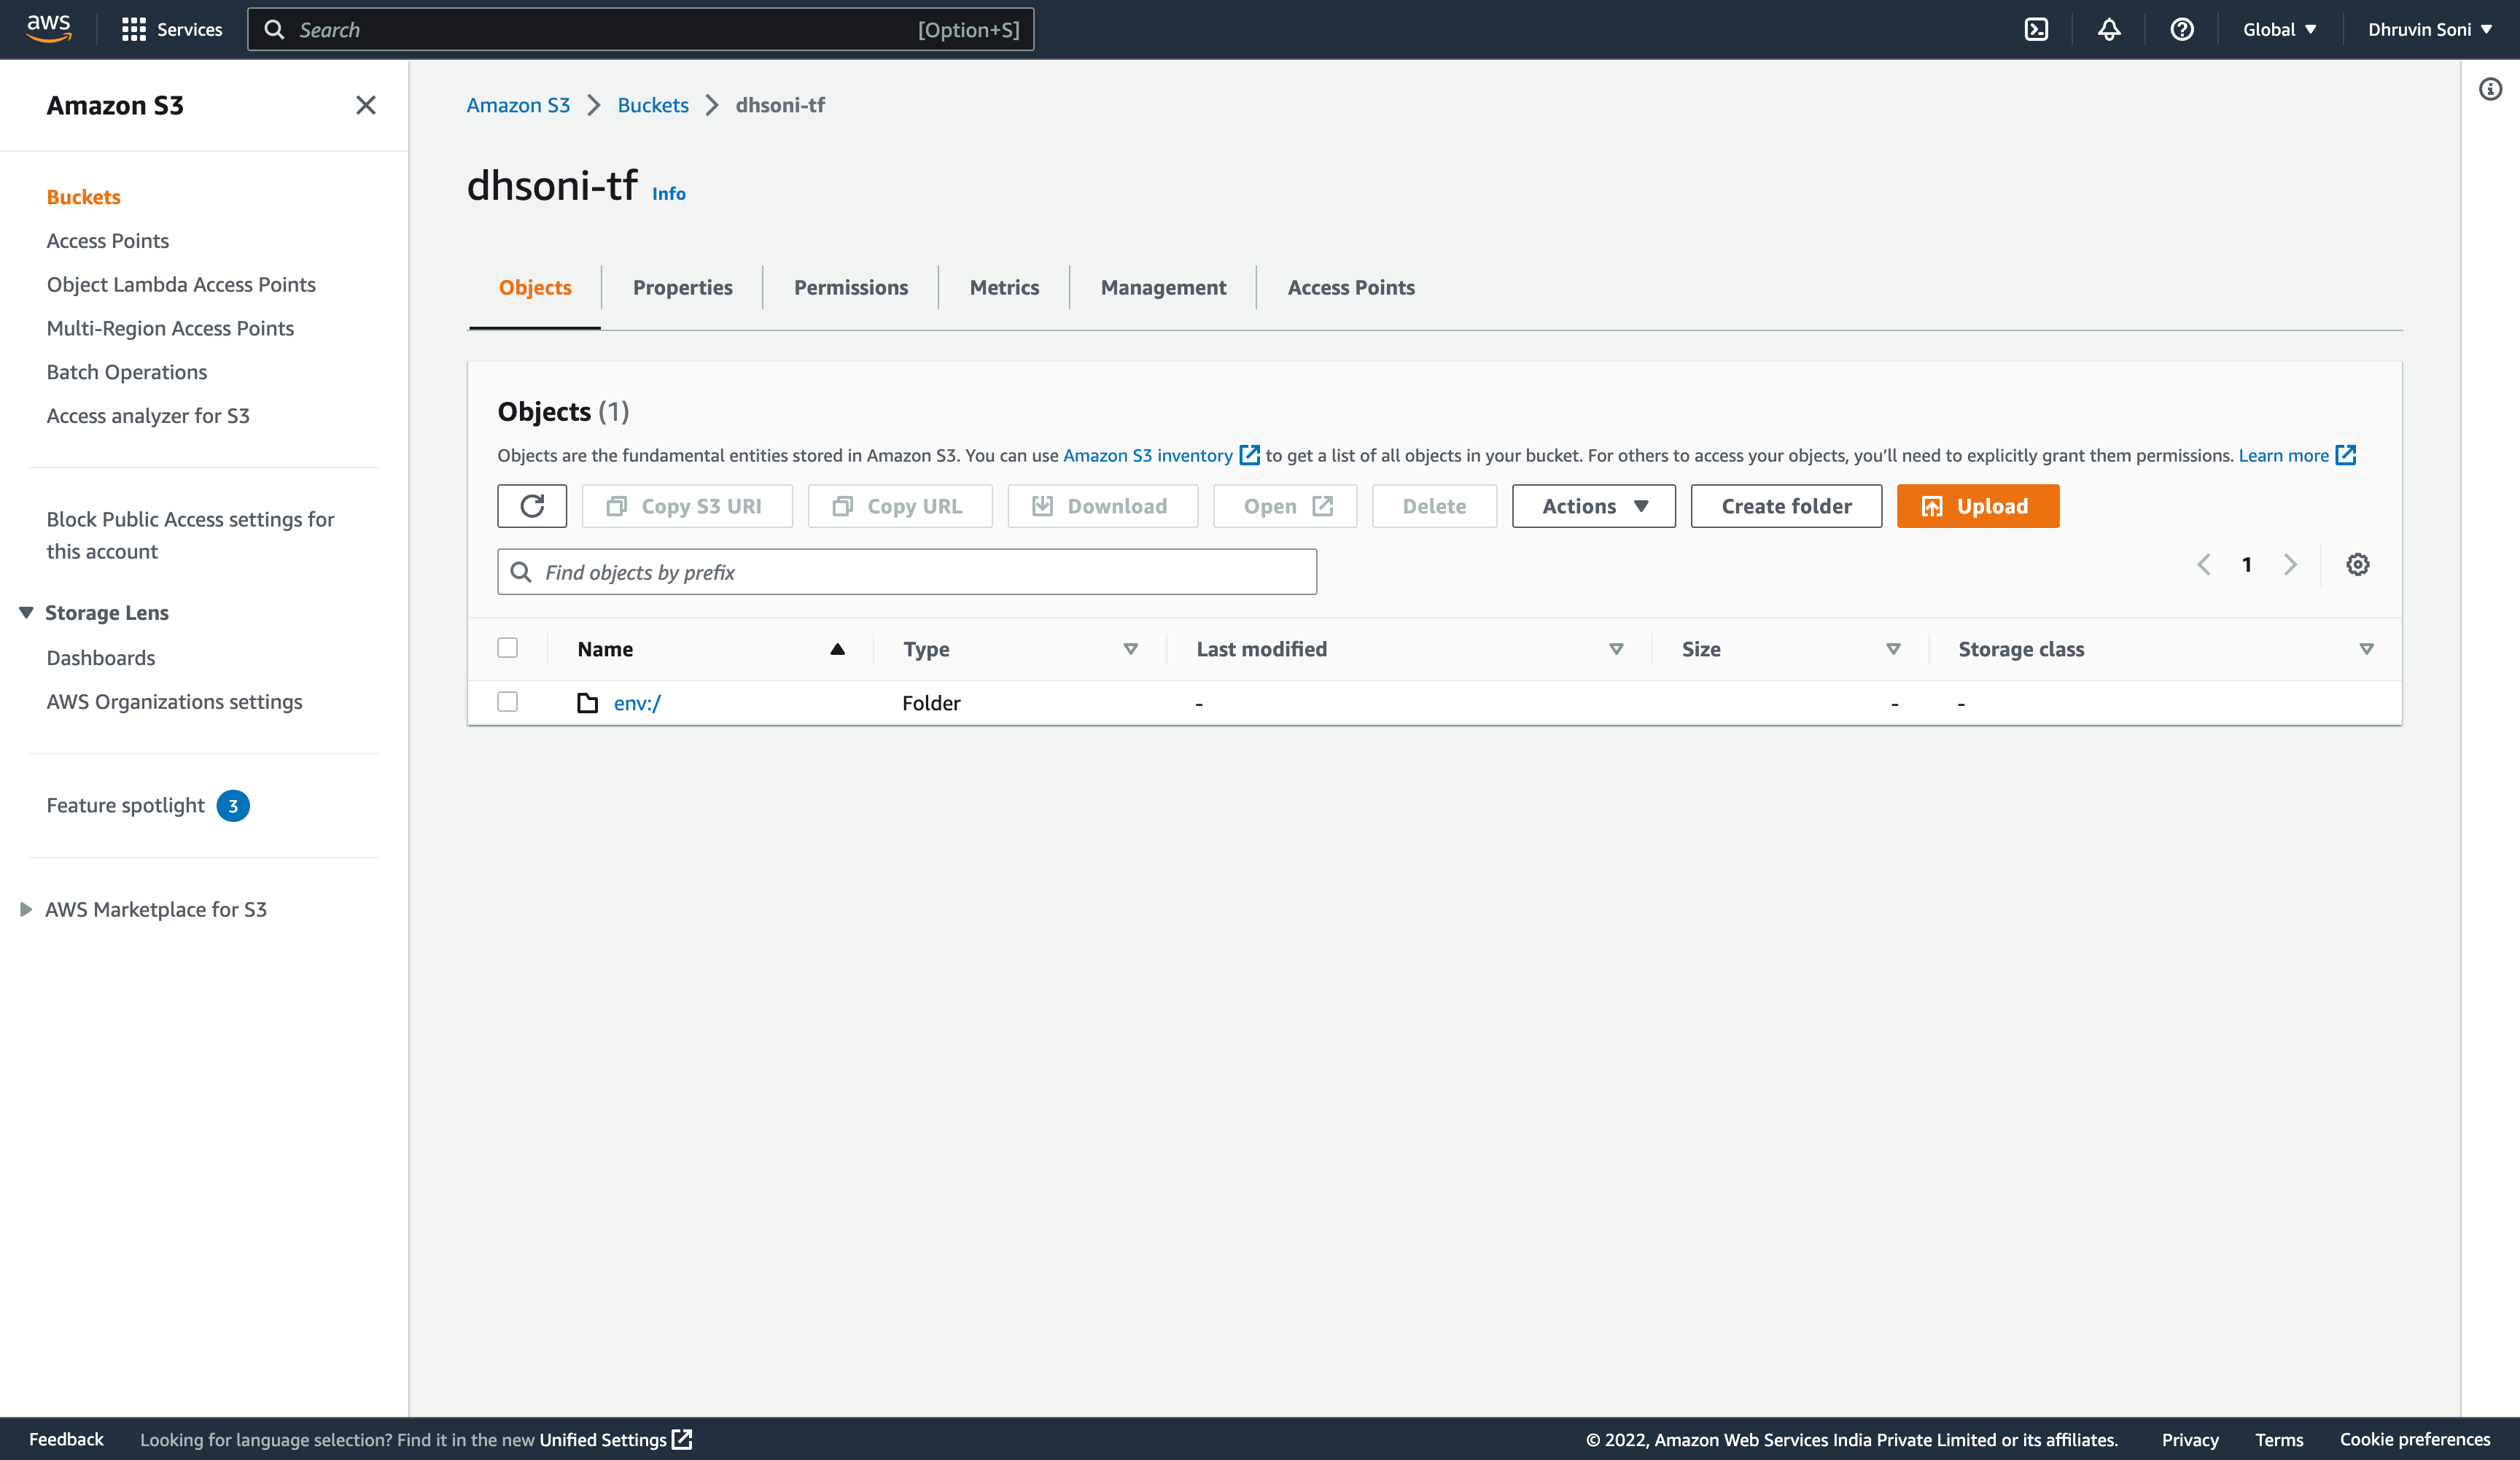 aws Services Search [Option+S] Global Dhruvin Soni
Amazon S3
Buckets
Access Points
Object Lambda Access Points
Multi-Region Access Points
Batch Operations
Access analyzer for S3
Block Public Access settings for
this account
Storage Lens
Dashboards
AWS Organizations settings
Feature spotlight 3
AWS Marketplace for S3
Amazon S3 Buckets dhsoni-tf
dhsoni-tf Info
Objects Properties Permissions Metrics Management Access Points
Objects (1)
Objects are the fundamental entities stored in Amazon S3. You can use Amazon S3 inventory to get a list of all objects in your bucket. For others to access your objects, you’ll need to explicitly grant them permissions. Learn more
Copy S3 URI Copy URL Download Open Delete Actions Create folder Upload
Find objects by prefix 1
Name Type Last modified Size Storage class
env:/ Folder - - -
Feedback Looking for language selection? Find it in the new Unified Settings © 2022, Amazon Web Services India Private Limited or its affiliates. Privacy Terms Cookie preferences